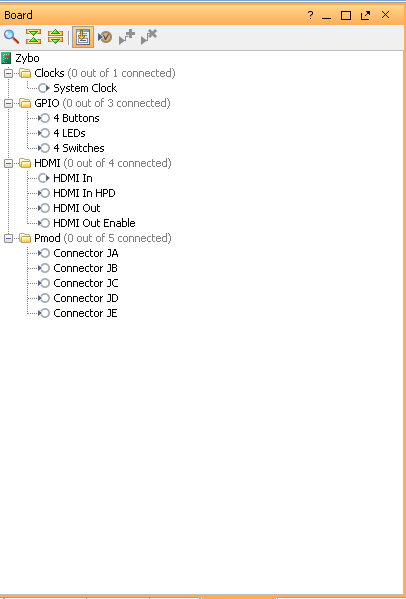 Board
Zybo
Clocks (0 out of 1 connected)
System Clock
GPIO (0 out of 3 connected)
4 Buttons
4 LEDs
4 Switches
HDMI (0 out of 4 connected)
HDMI In
HDMI In HPD
HDMI Out
HDMI Out Enable
Pmod (0 out of 5 connected)
Connector JA
Connector JB
Connector JC
Connector JD
Connector JE